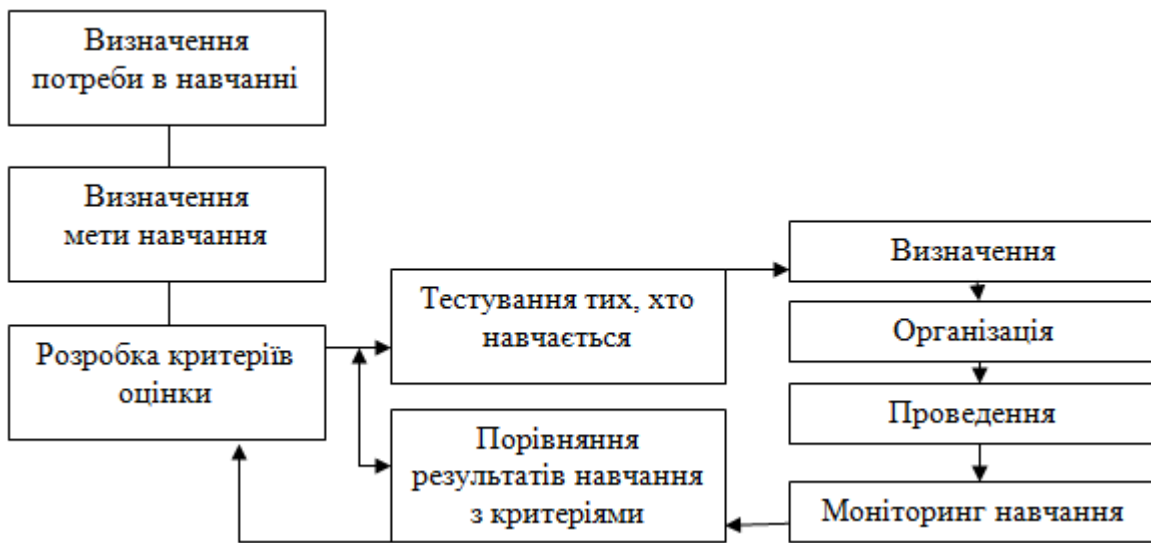 Визначення
потреби в навчанні
Визначення
мети навчання
Розробка критеріїв
оцінки
Тестування тих, хто
навчається
Порівняння
результатів навчання
з критеріями
Визначення
Організація
Проведення
Моніторинг навчання